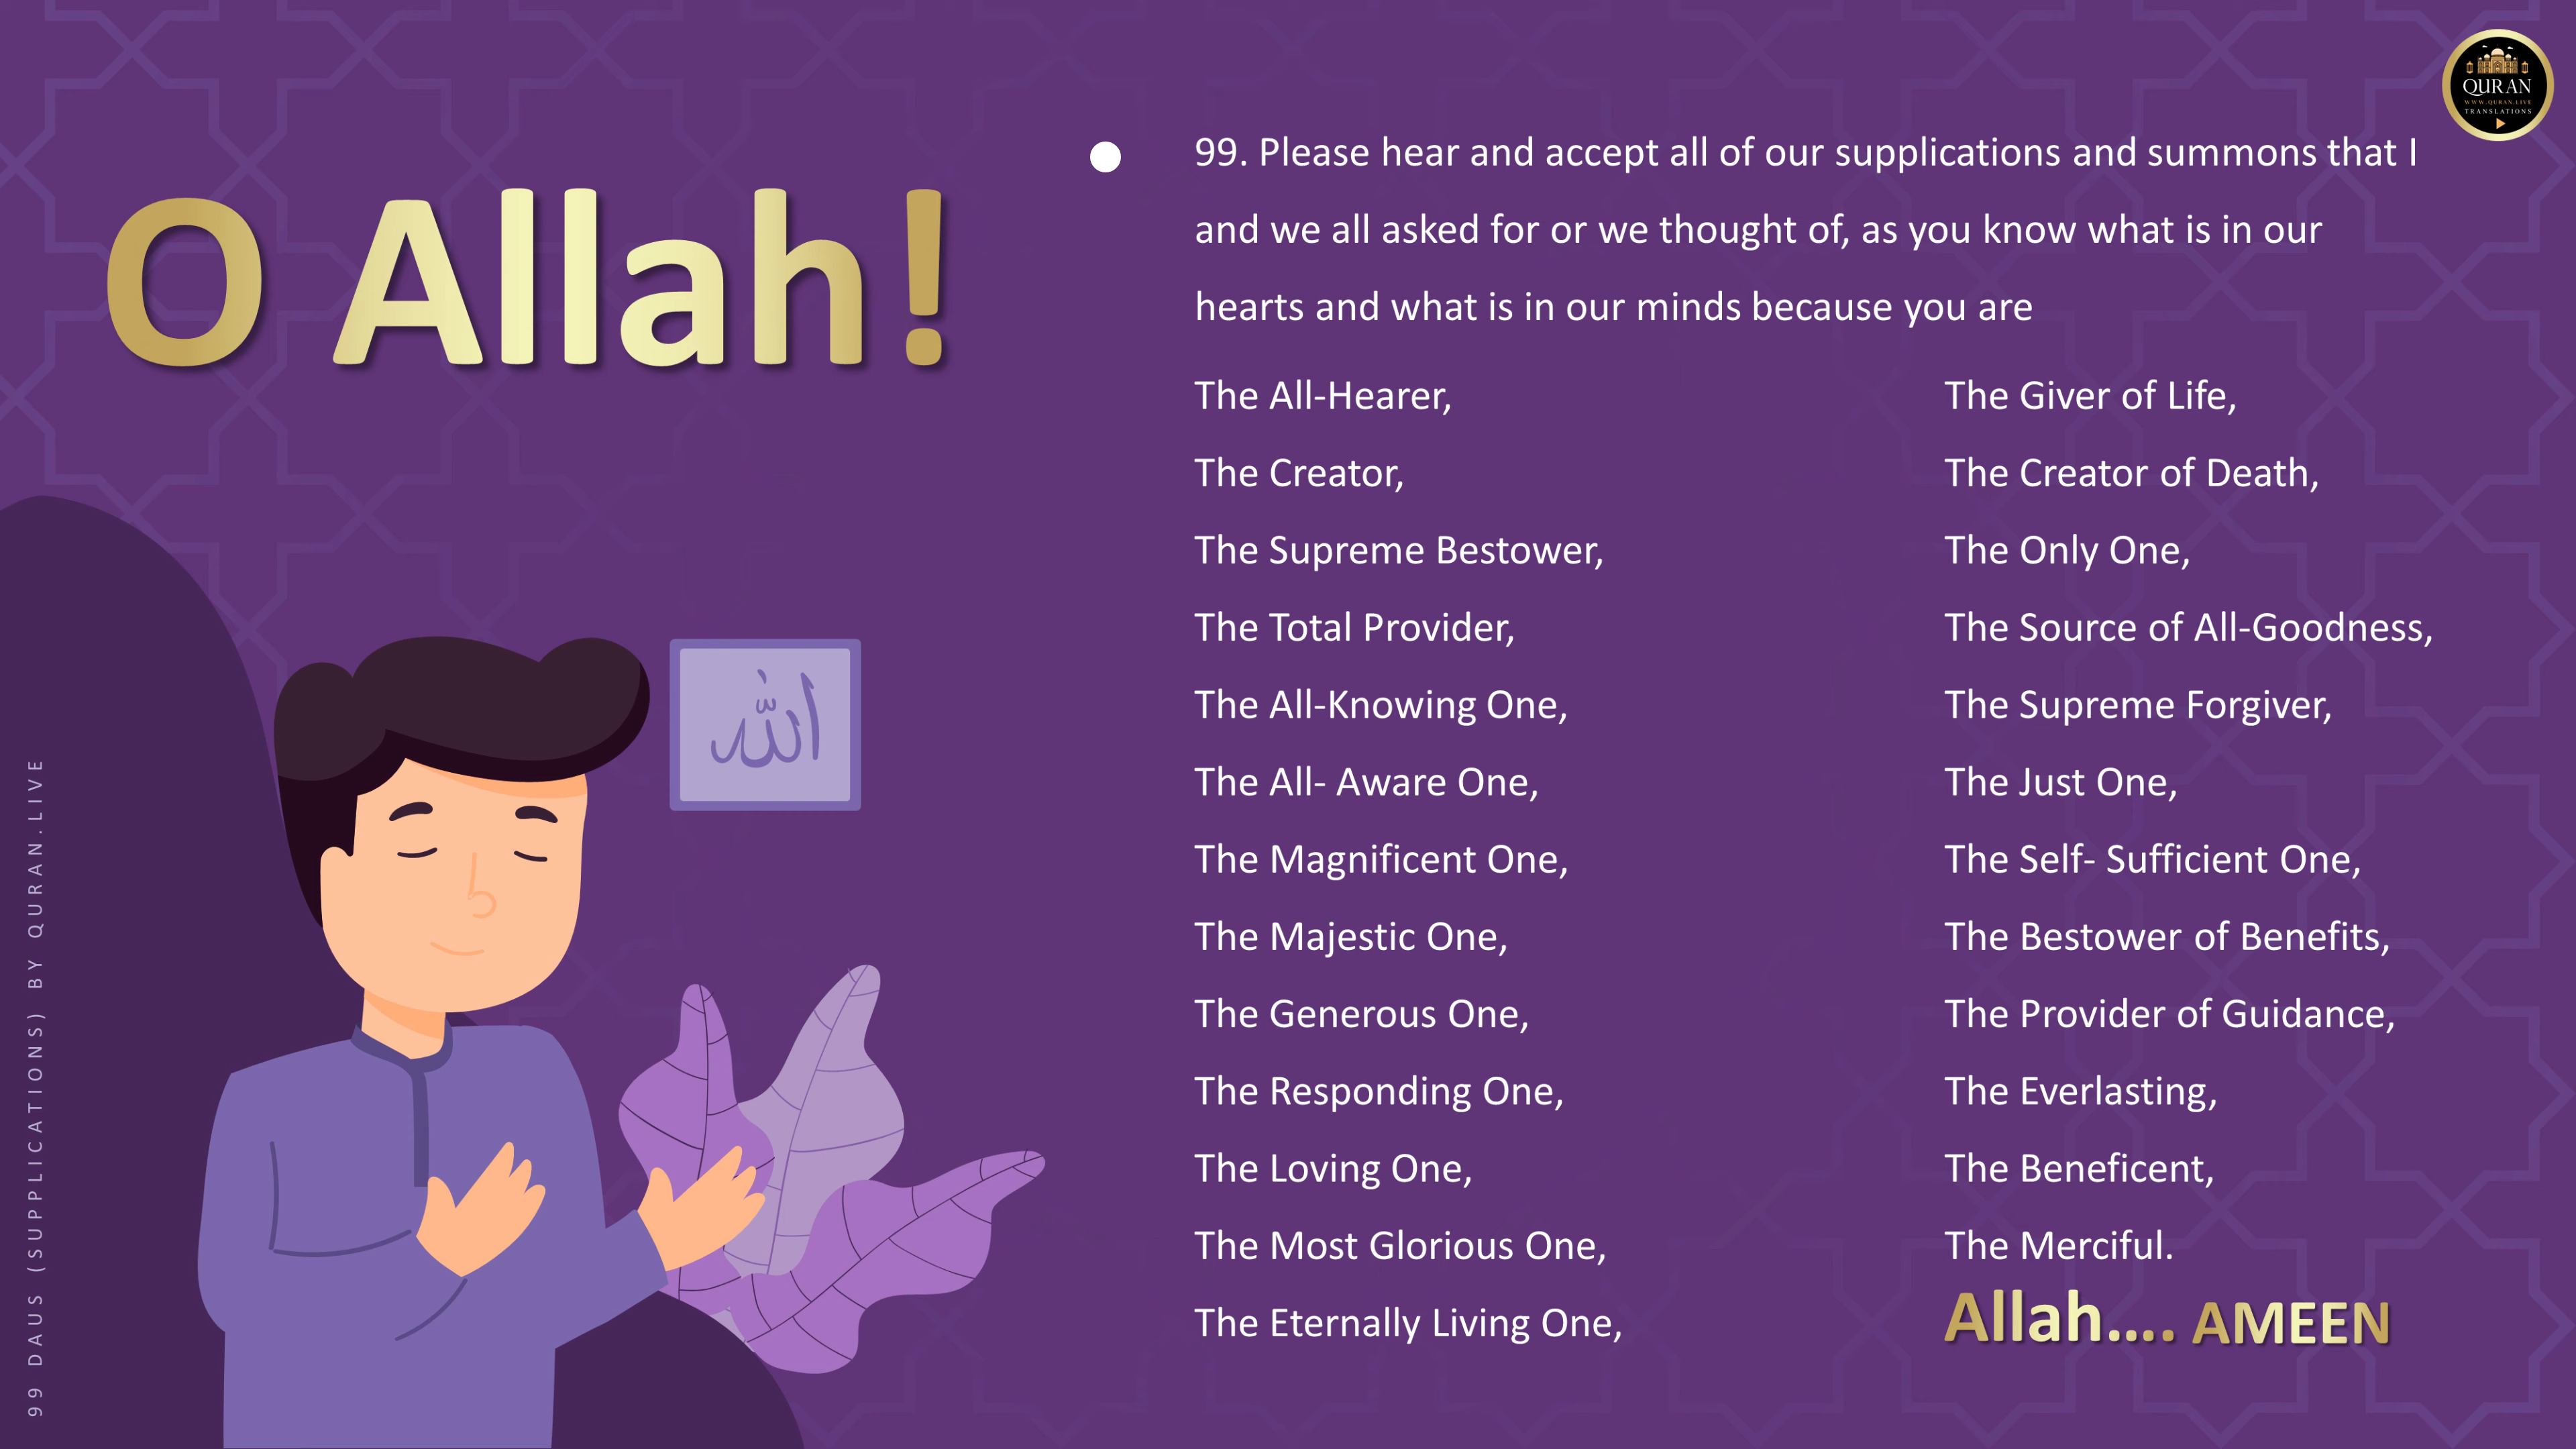 O Allah!
99. Please hear and accept all of our supplications and summons that I
and we all asked for or we thought of, as you know what is in our
hearts and what is in our minds because you are
The All-Hearer,
The Creator,
The Supreme Bestower,
The Total Provider,
The All-Knowing One,
The All- Aware One,
The Magnificent One,
The Majestic One,
The Generous One,
The Responding One,
The Loving One,
The Most Glorious One,
The Eternally Living One,
The Giver of Life,
The Creator of Death,
The Only One,
The Source of All-Goodness,
The Supreme Forgiver,
The Just One,
The Self- Sufficient One,
The Bestower of Benefits,
The Provider of Guidance,
The Everlasting,
The Beneficent,
The Merciful.
Allah.... AMEEN
الله
99 DAUS (SUPPLICATIONS) BY QURAN.LIVE
QURAN
WWW.QURAN.LIVE
TRANSLATIONS